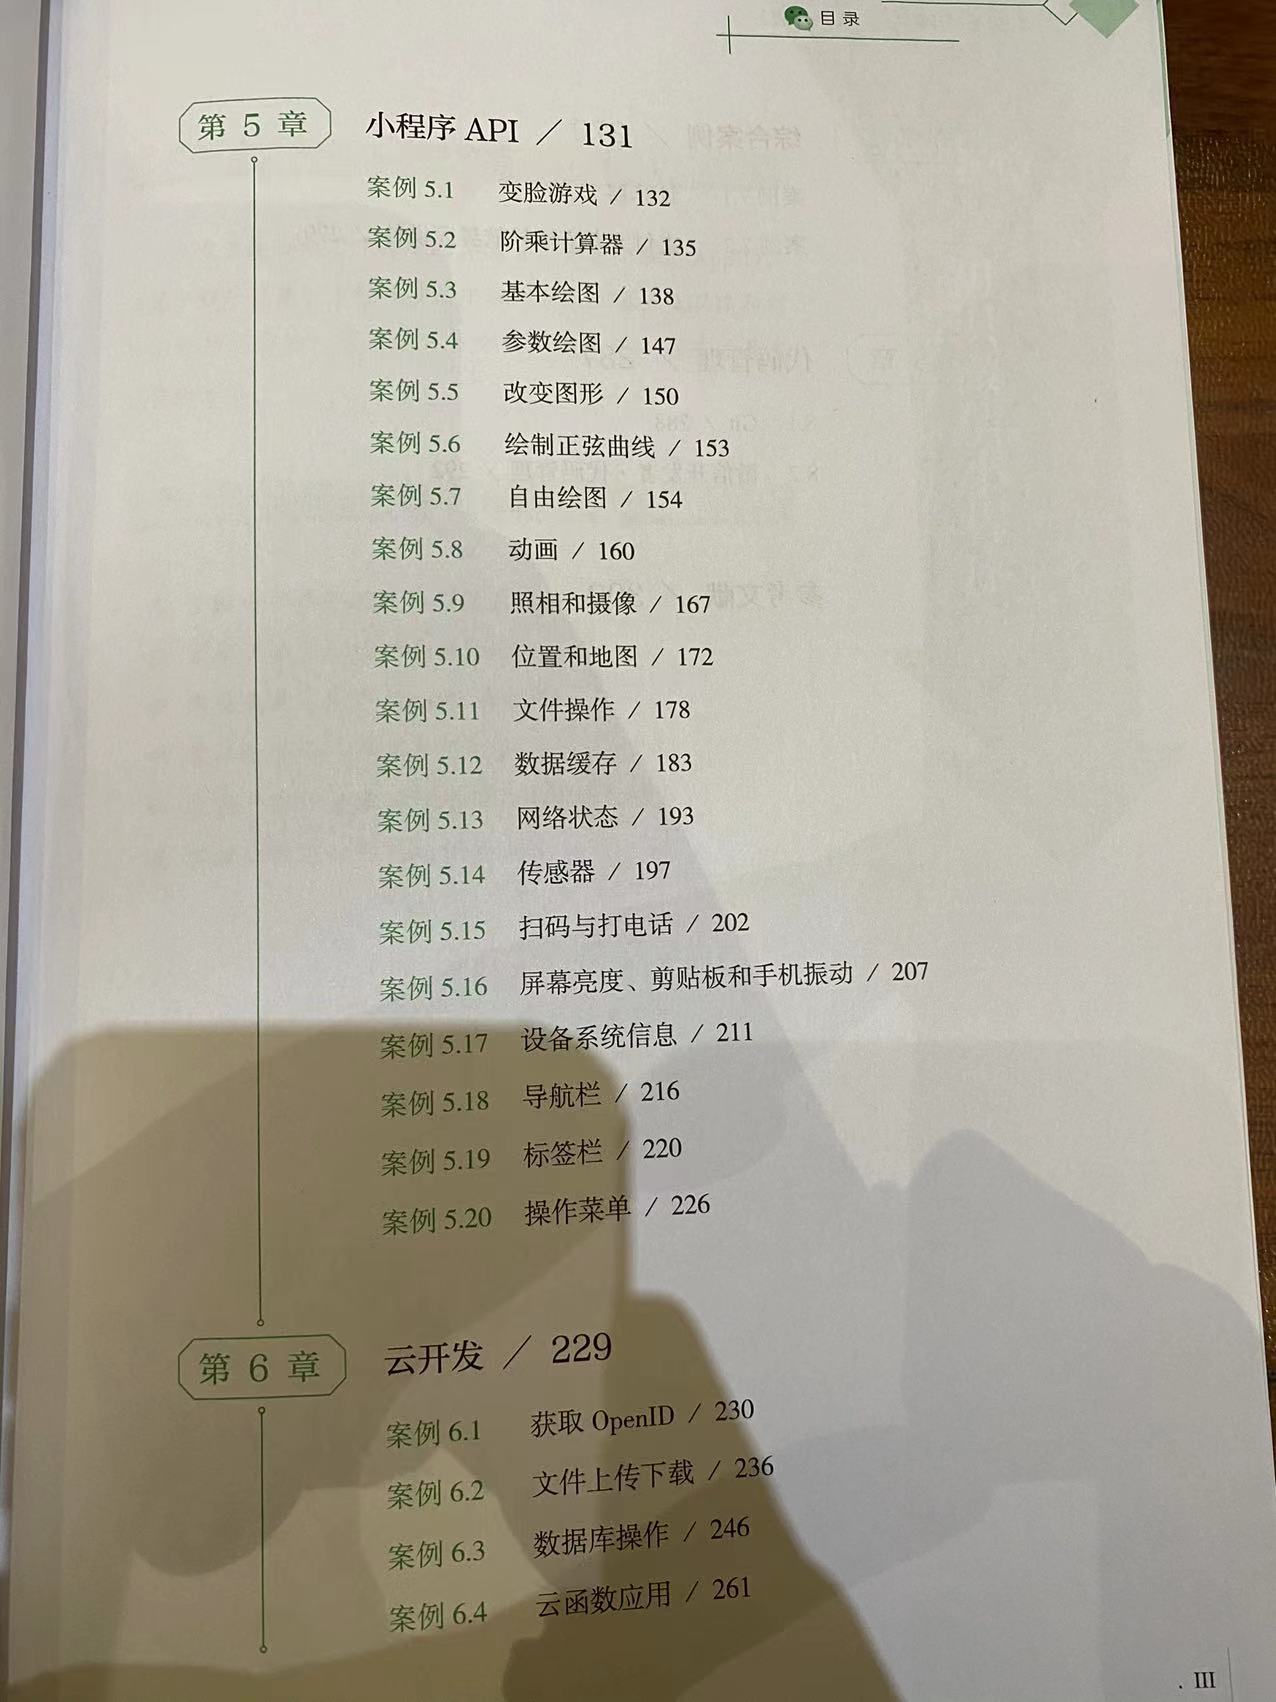 目录
第5章 小程序 API / 131
案例 5.1 变脸游戏 / 132
案例 5.2 阶乘计算器 / 135
案例 5.3 基本绘图 / 138
案例 5.4 参数绘图 / 147
案例 5.5 改变图形 / 150
案例 5.6 绘制正弦曲线 / 153
案例 5.7 自由绘图 / 154
案例 5.8 动画 / 160
案例 5.9 照相和摄像 / 167
案例 5.10 位置和地图 / 172
案例 5.11 文件操作 / 178
案例 5.12 数据缓存 / 183
案例 5.13 网络状态 / 193
案例 5.14 传感器 / 197
案例 5.15 扫码与打电话 / 202
案例 5.16 屏幕亮度、剪贴板和手机振动 / 207
案例 5.17 设备系统信息 / 211
案例 5.18 导航栏 / 216
案例 5.19 标签栏 / 220
案例 5.20 操作菜单 / 226
第6章 云开发 / 229
案例 6.1 获取 OpenID / 230
案例 6.2 文件上传下载 / 236
案例 6.3 数据库操作 / 246
案例 6.4 云函数应用 / 261
. III